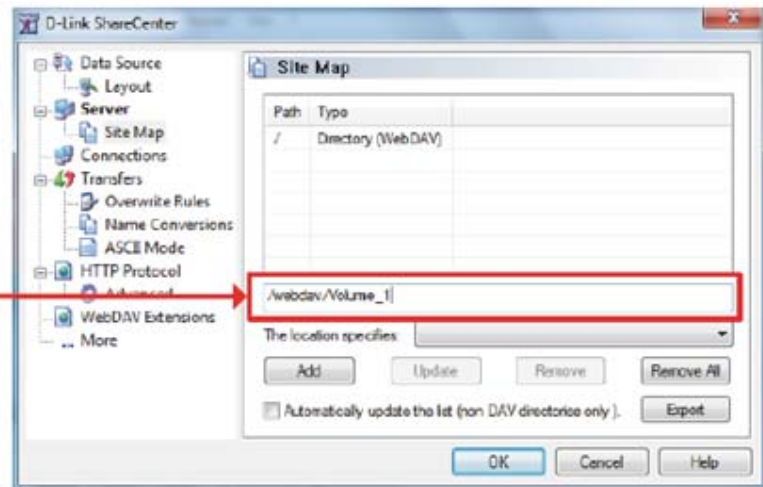 D-Link ShareCenter
Data Source
Layout
Server
Site Map
Connections
Transfers
Overwrite Rules
Name Conversions
ASCII Mode
HTTP Protocol
Advanced
WebDAV Extensions
More
Site Map
Path Type
/ Directory (WebDAV)
/webdav/Volume_1
The location specifies
Add Update Remove Remove All
Automatically update the list (non DAV directories only ). Export
OK Cancel Help